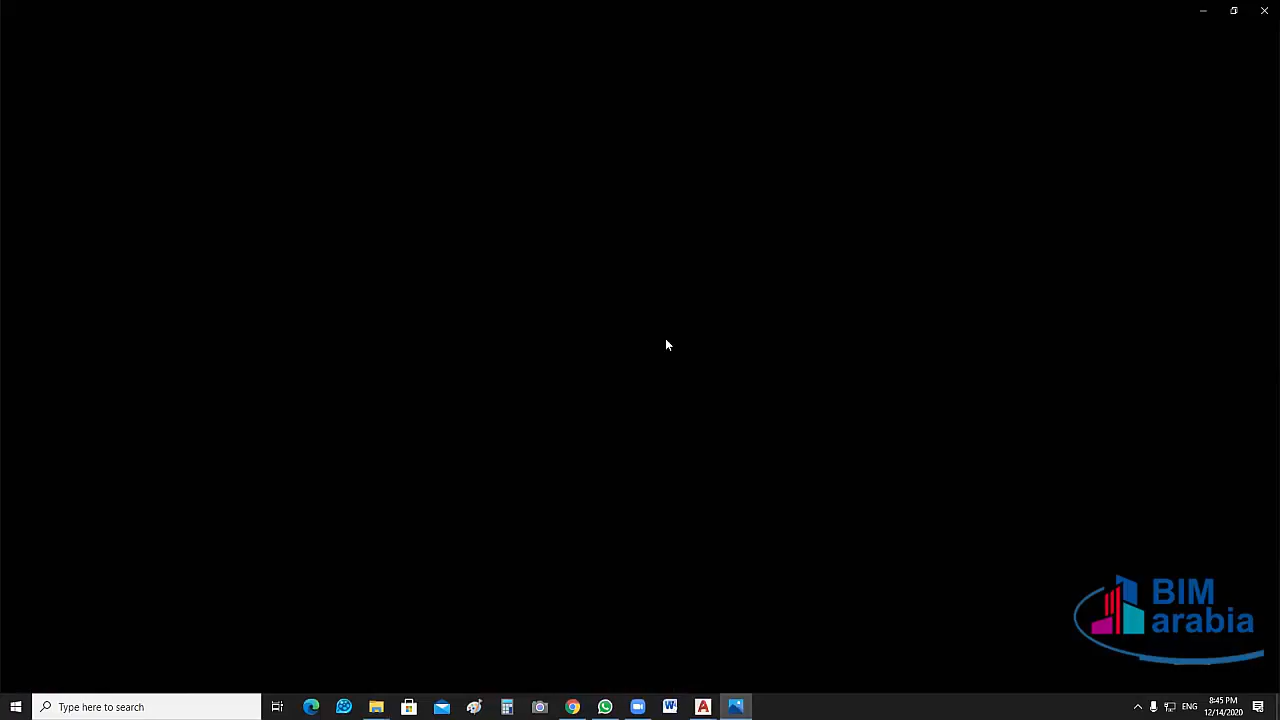 BIM
arabia
Type here to search
ENG
8:45 PM
12/14/2020